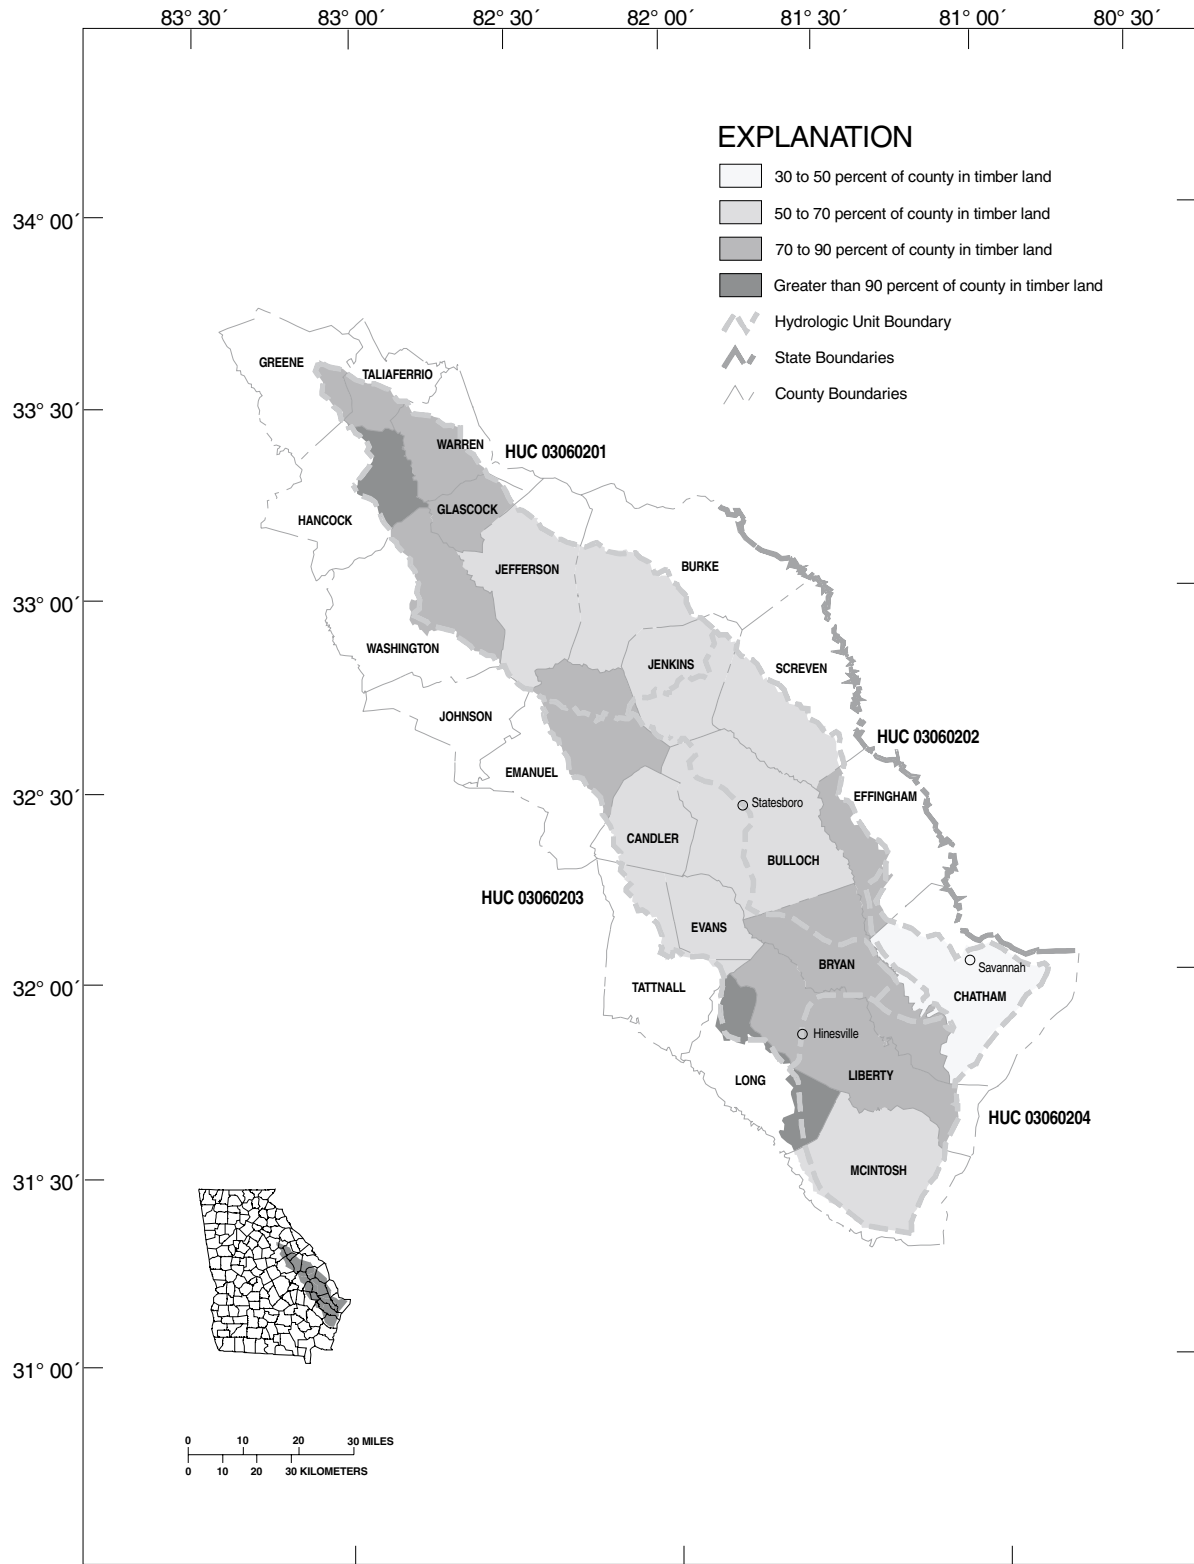 83° 30´ 83° 00´ 82° 30´ 82° 00´ 81° 30´ 81° 00´ 80° 30´
EXPLANATION
30 to 50 percent of county in timber land
50 to 70 percent of county in timber land
70 to 90 percent of county in timber land
Greater than 90 percent of county in timber land
Hydrologic Unit Boundary
State Boundaries
County Boundaries
34° 00´
33° 30´
33° 00´
32° 30´
32° 00´
31° 30´
31° 00´
GREENE
TALIAFERRIO
WARREN
HUC 03060201
GLASCOCK
HANCOCK
JEFFERSON
BURKE
WASHINGTON
JENKINS
SCREVEN
JOHNSON
HUC 03060202
EMANUEL
EFFINGHAM
Statesboro
CANDLER
BULLOCH
HUC 03060203
EVANS
BRYAN
Savannah
TATTNALL
CHATHAM
Hinesville
LONG
LIBERTY
HUC 03060204
MCINTOSH
0 10 20 30 MILES
0 10 20 30 KILOMETERS